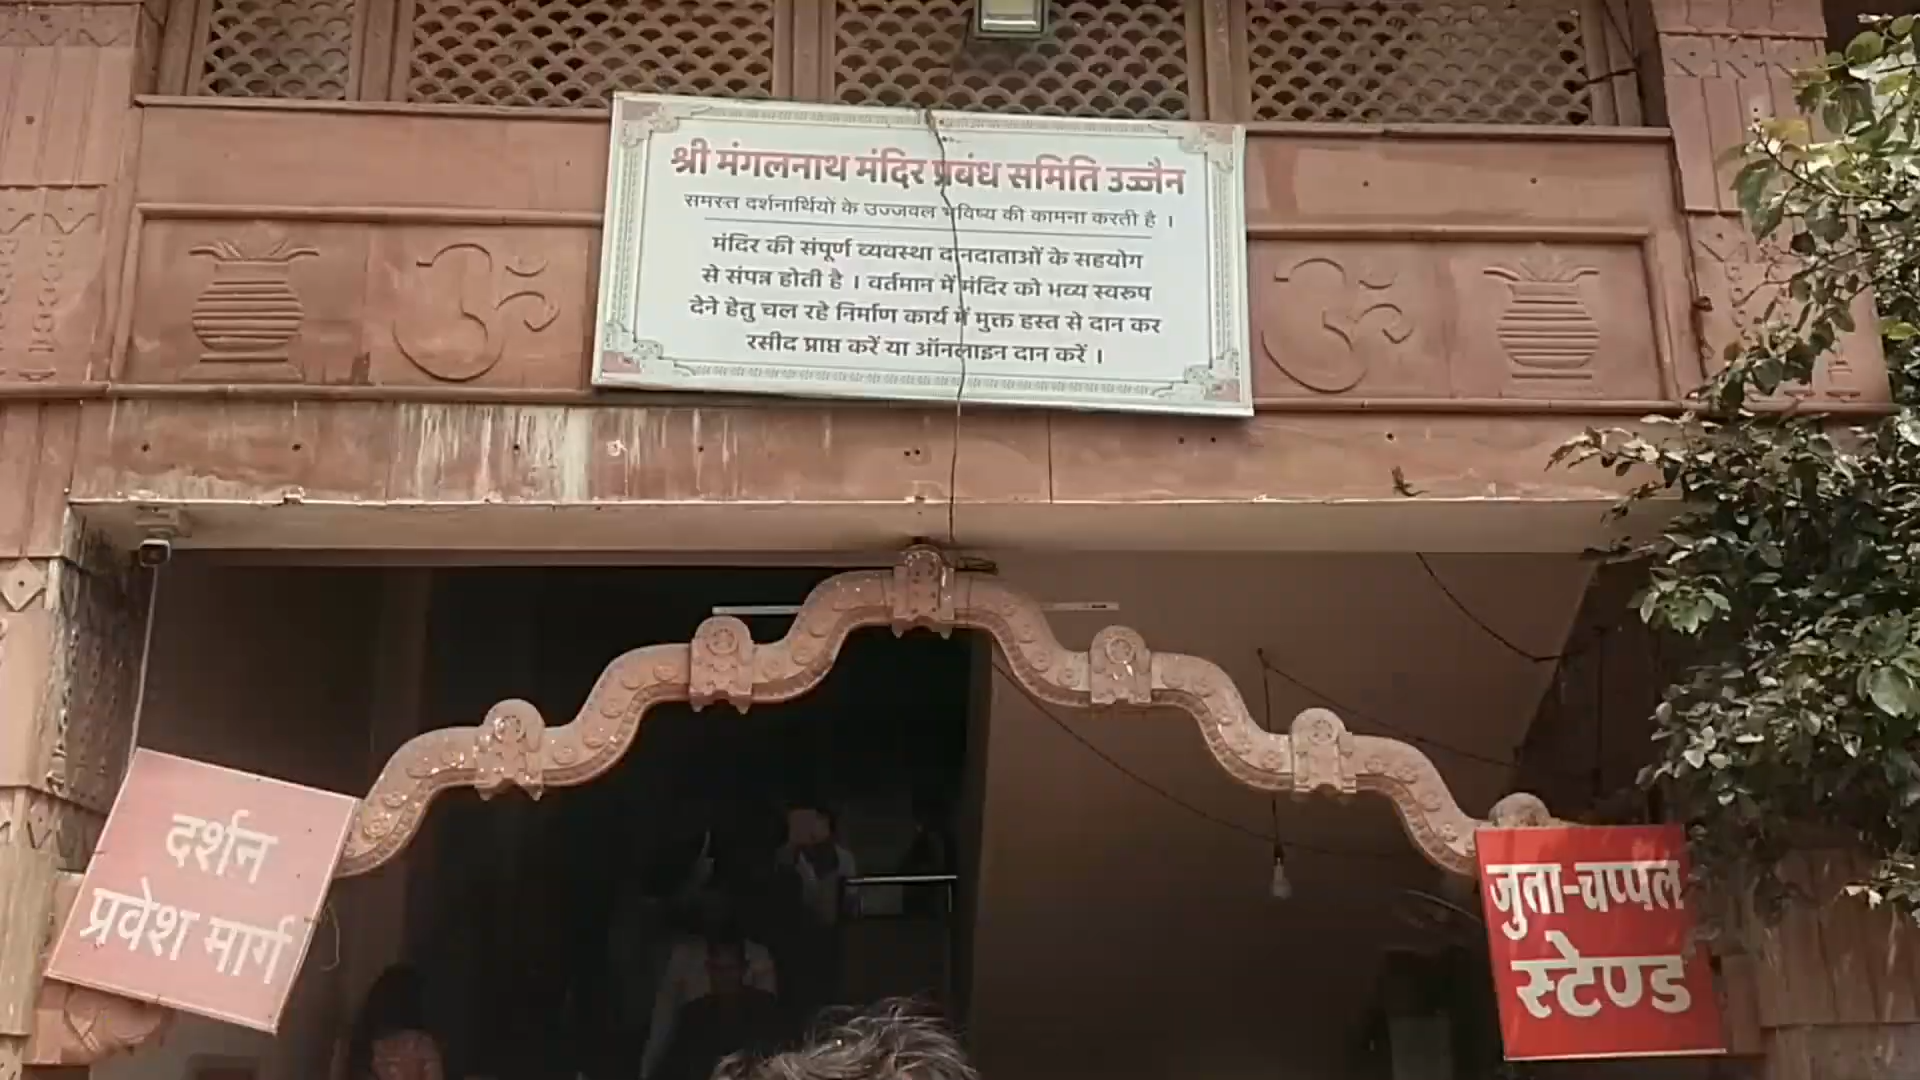 श्री मंगलनाथ मंदिर प्रबंध समिति उज्जैन
समस्त दर्शनार्थियों के उज्जवल भविष्य की कामना करती है ।
मंदिर की संपूर्ण व्यवस्था दानदाताओं के सहयोग
से संपन्न होती है । वर्तमान में मंदिर को भव्य स्वरूप
देने हेतु चल रहे निर्माण कार्य में मुक्त हस्त से दान कर
रसीद प्राप्त करें या ऑनलाइन दान करें ।
दर्शन
प्रवेश मार्ग
जुता-चप्पल
स्टेण्ड